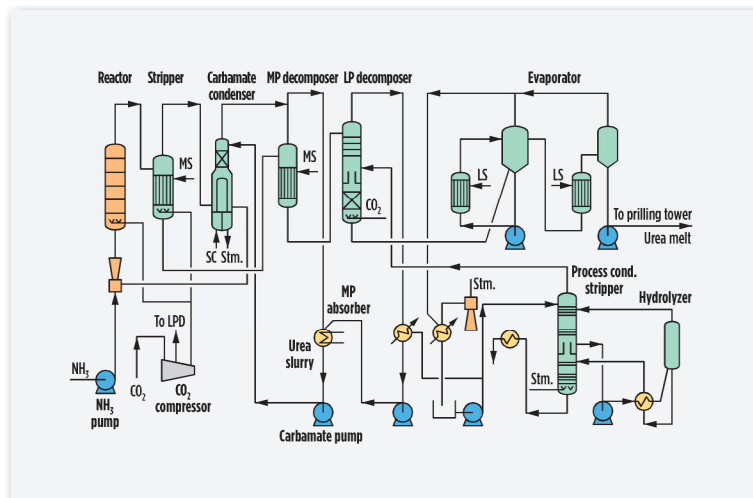 Reactor
Stripper
Carbamate
condenser
MP decomposer
LP decomposer
Evaporator
MS
MS
LS
LS
CO2
To prilling tower
Urea melt
SC Stm.
Process cond.
stripper
Stm.
Hydrolyzer
MP
absorber
To LPD
Urea
slurry
NH3
CO2
CO2
compressor
Stm.
NH3
pump
Carbamate pump